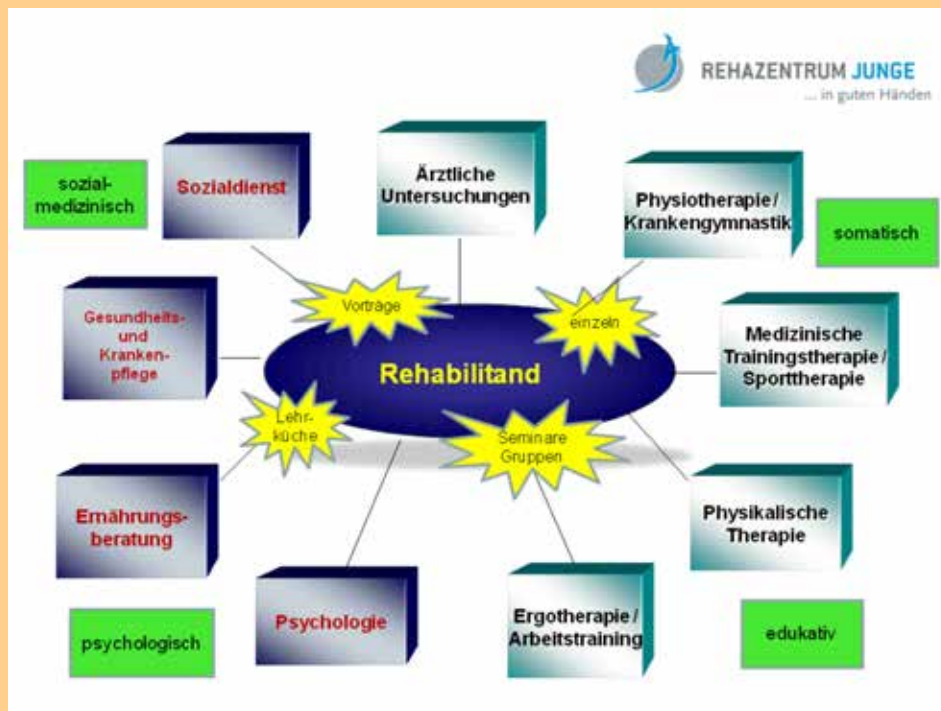 REHAZENTRUM JUNGE
... in guten Händen
sozial-
medizinisch
Sozialdienst
Ärztliche
Untersuchungen
Physiotherapie /
Krankengymnastik
somatisch
Vorträge
einzeln
Gesundheits-
und
Kranken-
pflege
Rehabilitand
Medizinische
Trainingstherapie /
Sporttherapie
Lehr-
küche
Seminare
Gruppen
Ernährungs-
beratung
Physikalische
Therapie
Psychologie
Ergotherapie /
Arbeitstraining
psychologisch
edukativ